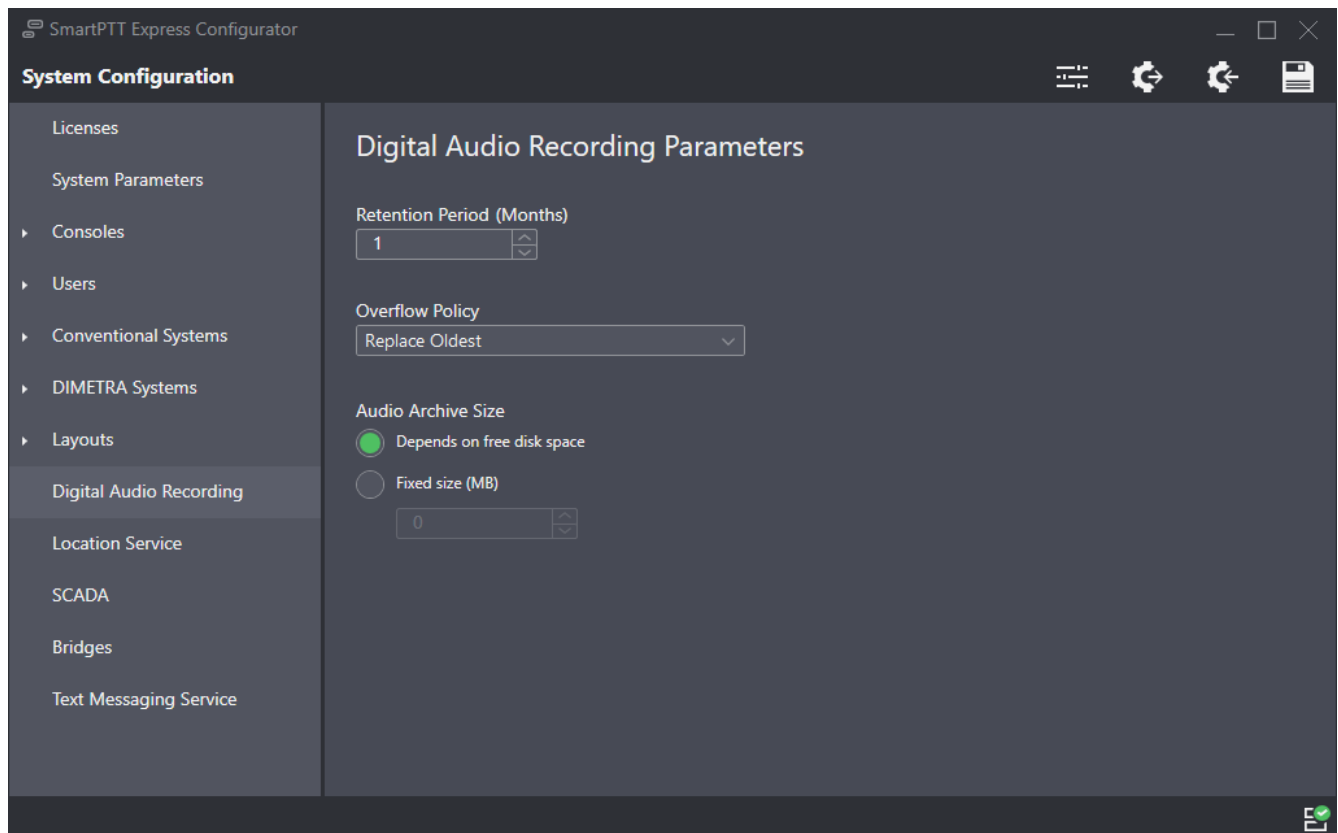 SmartPTT Express Configurator
System Configuration
Licenses
System Parameters
Consoles
Users
Conventional Systems
DIMETRA Systems
Layouts
Digital Audio Recording
Location Service
SCADA
Bridges
Text Messaging Service
Digital Audio Recording Parameters
Retention Period (Months)
1
Overflow Policy
Replace Oldest
Audio Archive Size
Depends on free disk space
Fixed size (MB)
0